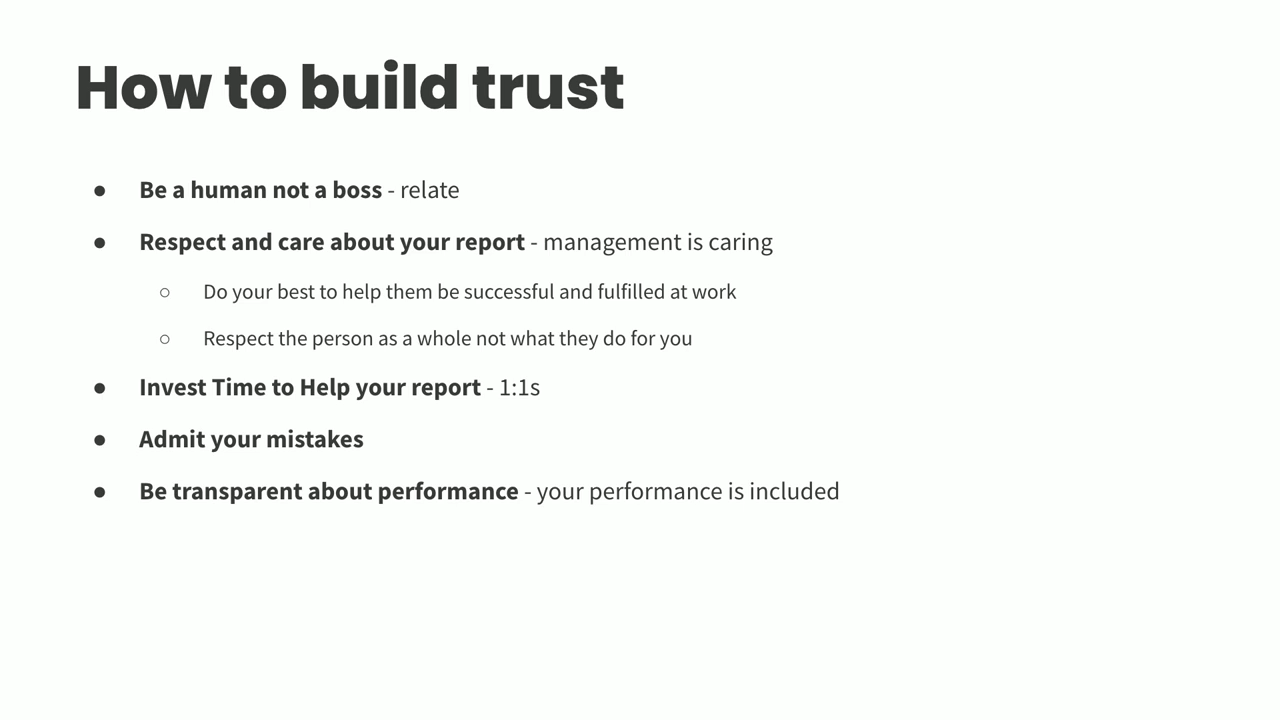 How to build trust
● Be a human not a boss - relate
● Respect and care about your report - management is caring
○ Do your best to help them be successful and fulfilled at work
○ Respect the person as a whole not what they do for you
● Invest Time to Help your report - 1:1s
● Admit your mistakes
● Be transparent about performance - your performance is included